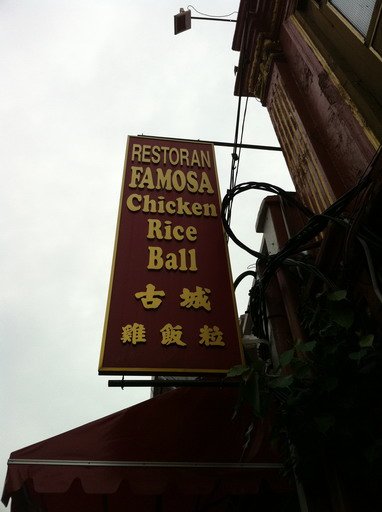 RESTORAN
FAMOSA
Chicken
Rice
Ball
古城
雞飯粒